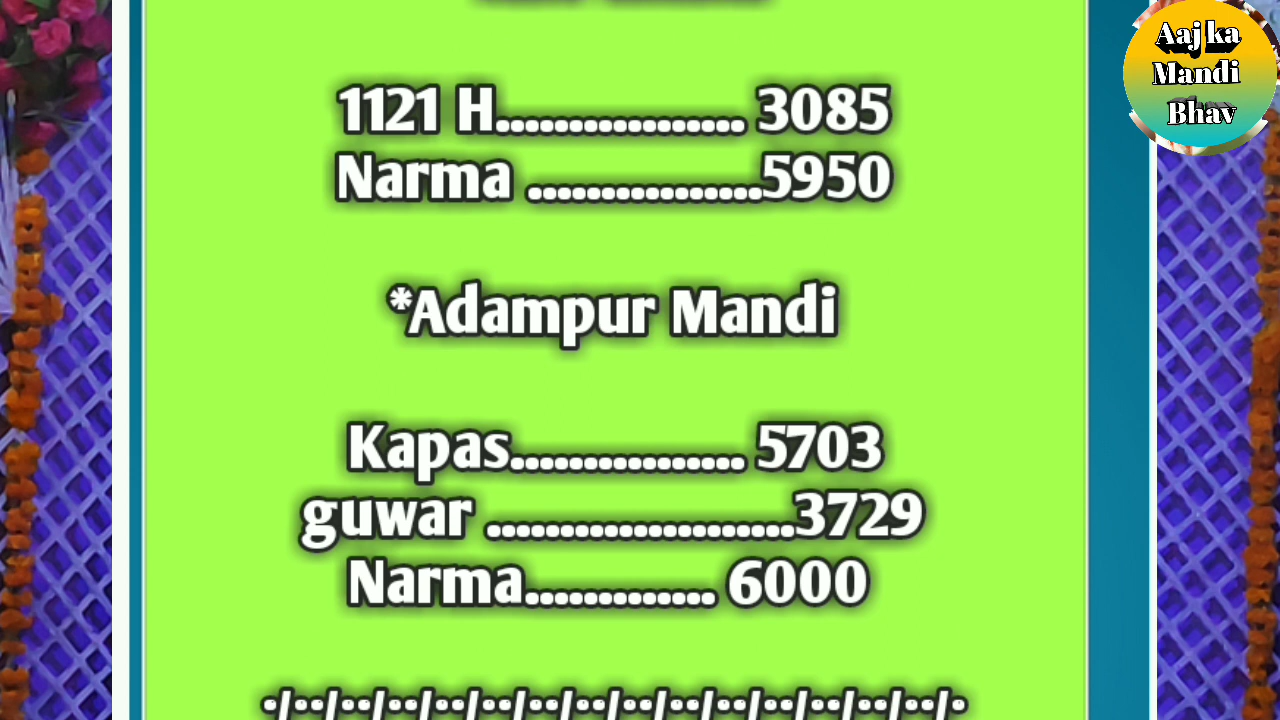 Aaj ka
Mandi
Bhav
1121 H................. 3085
Narma ................5950
*Adampur Mandi
Kapas................ 5703
guwar .....................3729
Narma............. 6000
•/••/••/••/••/••/••/••/••/••/••/••/••/••/••/•